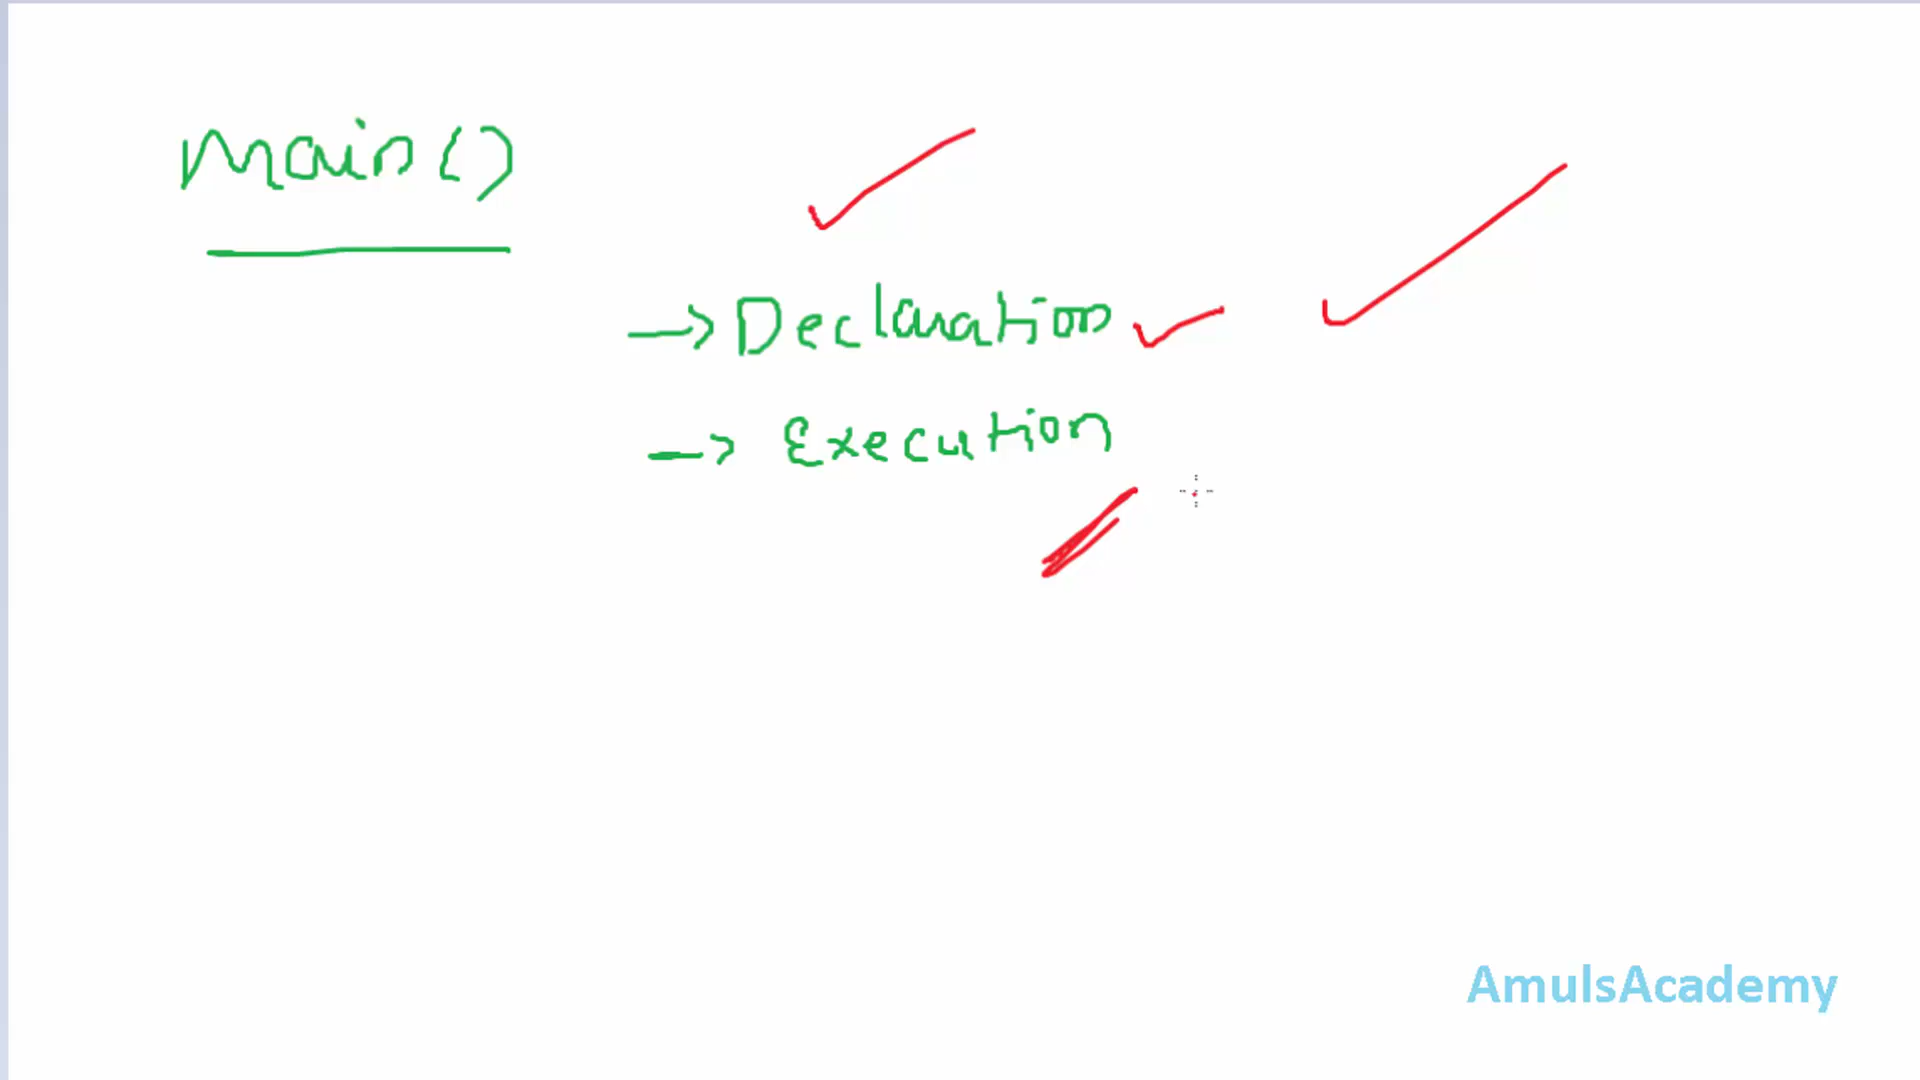 main()
→ Declaration
→ Execution
AmulsAcademy